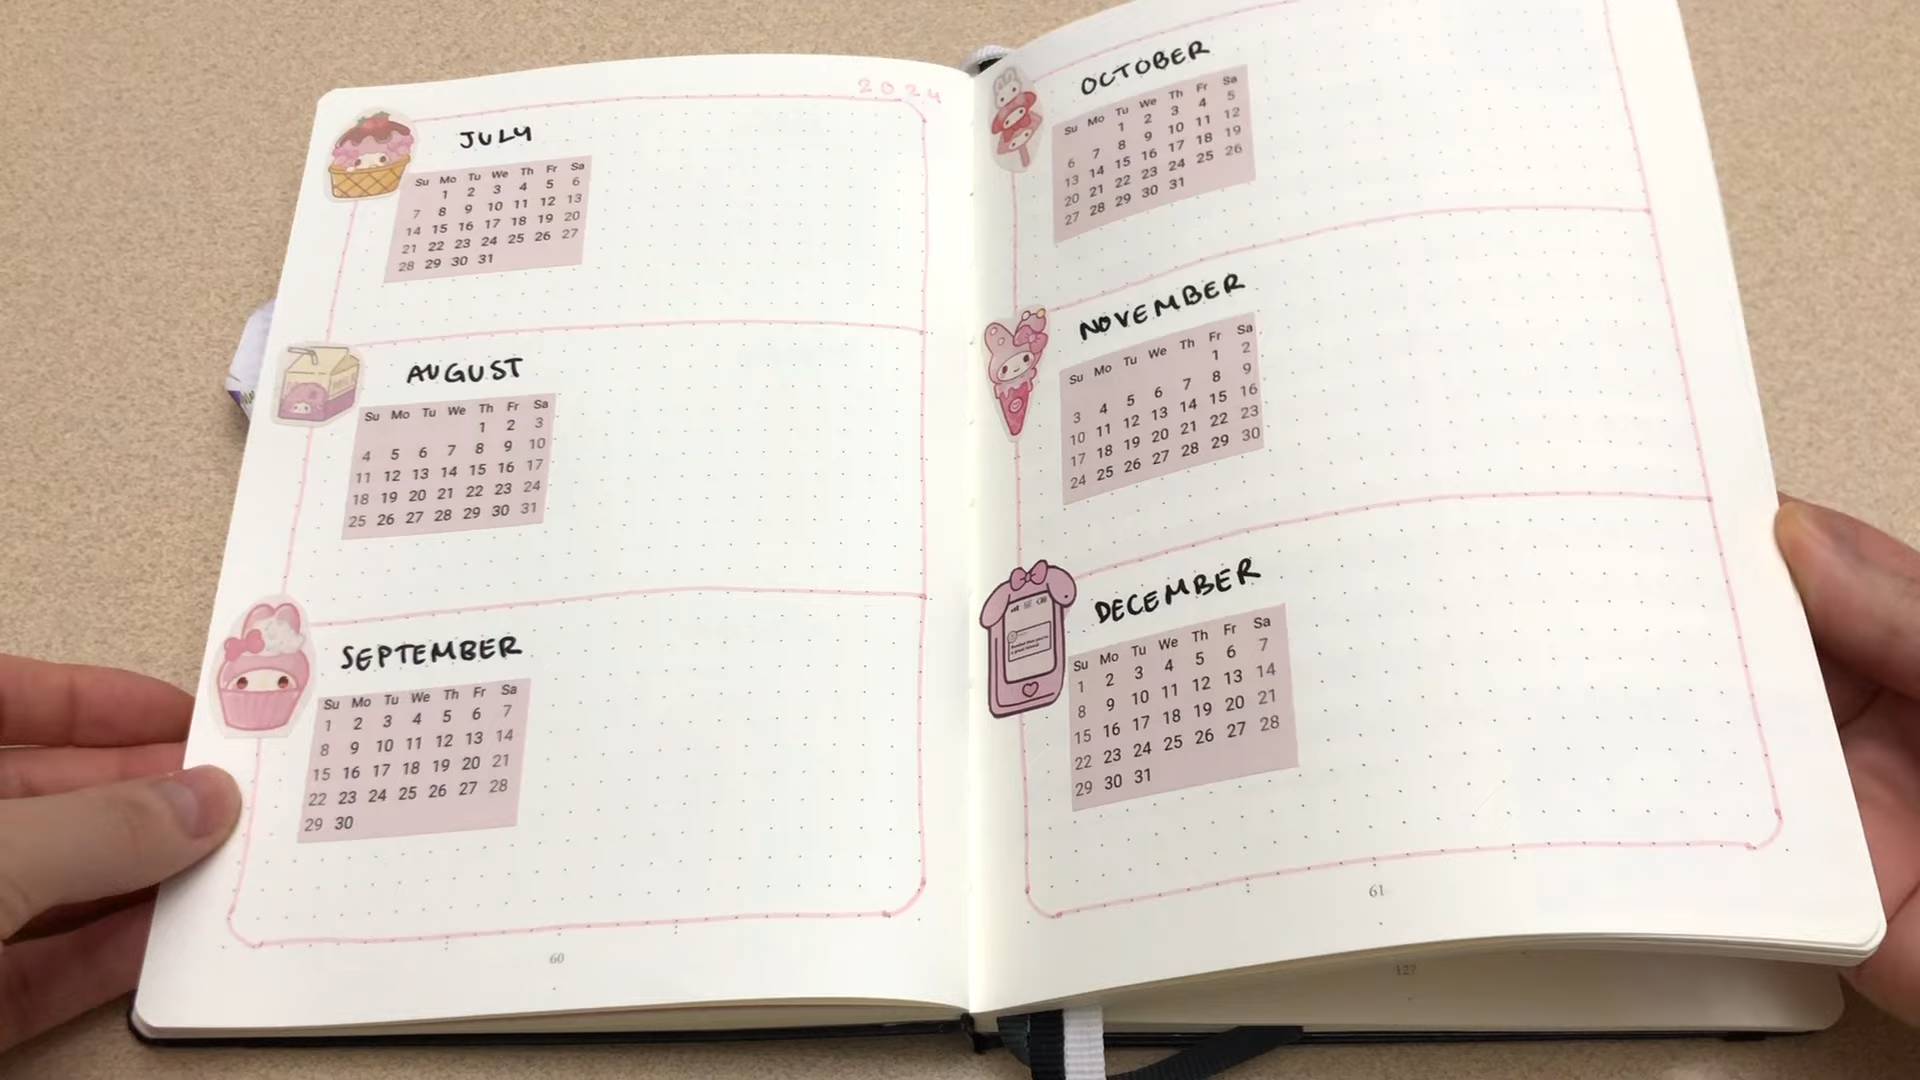 2024
JULY
Su Mo Tu We Th Fr Sa
1 2 3 4 5 6
7 8 9 10 11 12 13
14 15 16 17 18 19 20
21 22 23 24 25 26 27
28 29 30 31
AUGUST
Su Mo Tu We Th Fr Sa
1 2 3
4 5 6 7 8 9 10
11 12 13 14 15 16 17
18 19 20 21 22 23 24
25 26 27 28 29 30 31
SEPTEMBER
Su Mo Tu We Th Fr Sa
1 2 3 4 5 6 7
8 9 10 11 12 13 14
15 16 17 18 19 20 21
22 23 24 25 26 27 28
29 30
60
OCTOBER
Su Mo Tu We Th Fr Sa
1 2 3 4 5
6 7 8 9 10 11 12
13 14 15 16 17 18 19
20 21 22 23 24 25 26
27 28 29 30 31
NOVEMBER
Su Mo Tu We Th Fr Sa
1 2
3 4 5 6 7 8 9
10 11 12 13 14 15 16
17 18 19 20 21 22 23
24 25 26 27 28 29 30
DECEMBER
Su Mo Tu We Th Fr Sa
1 2 3 4 5 6 7
8 9 10 11 12 13 14
15 16 17 18 19 20 21
22 23 24 25 26 27 28
29 30 31
61
127